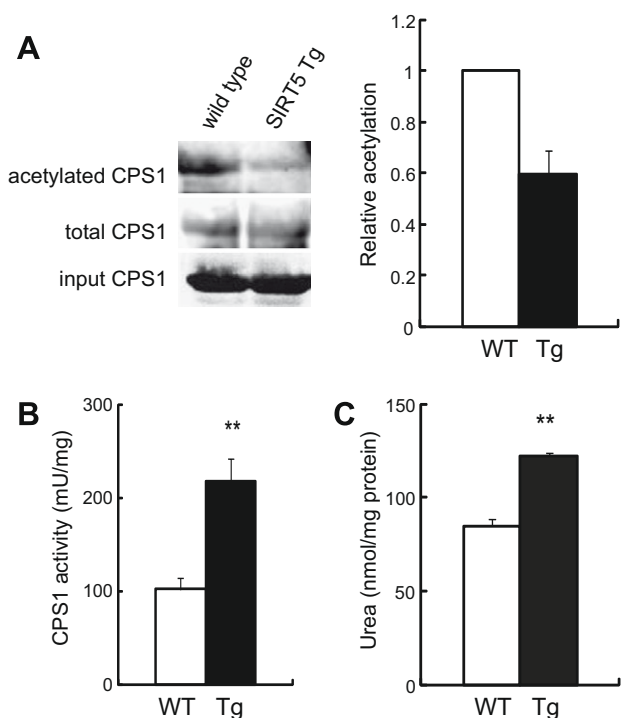 A
wild type
SIRT5 Tg
acetylated CPS1
total CPS1
input CPS1
Relative acetylation
1.2
1
0.8
0.6
0.4
0.2
0
WT Tg
B
CPS1 activity (mU/mg)
300
200
100
0
**
WT Tg
C
Urea (nmol/mg protein)
150
100
50
0
**
WT Tg